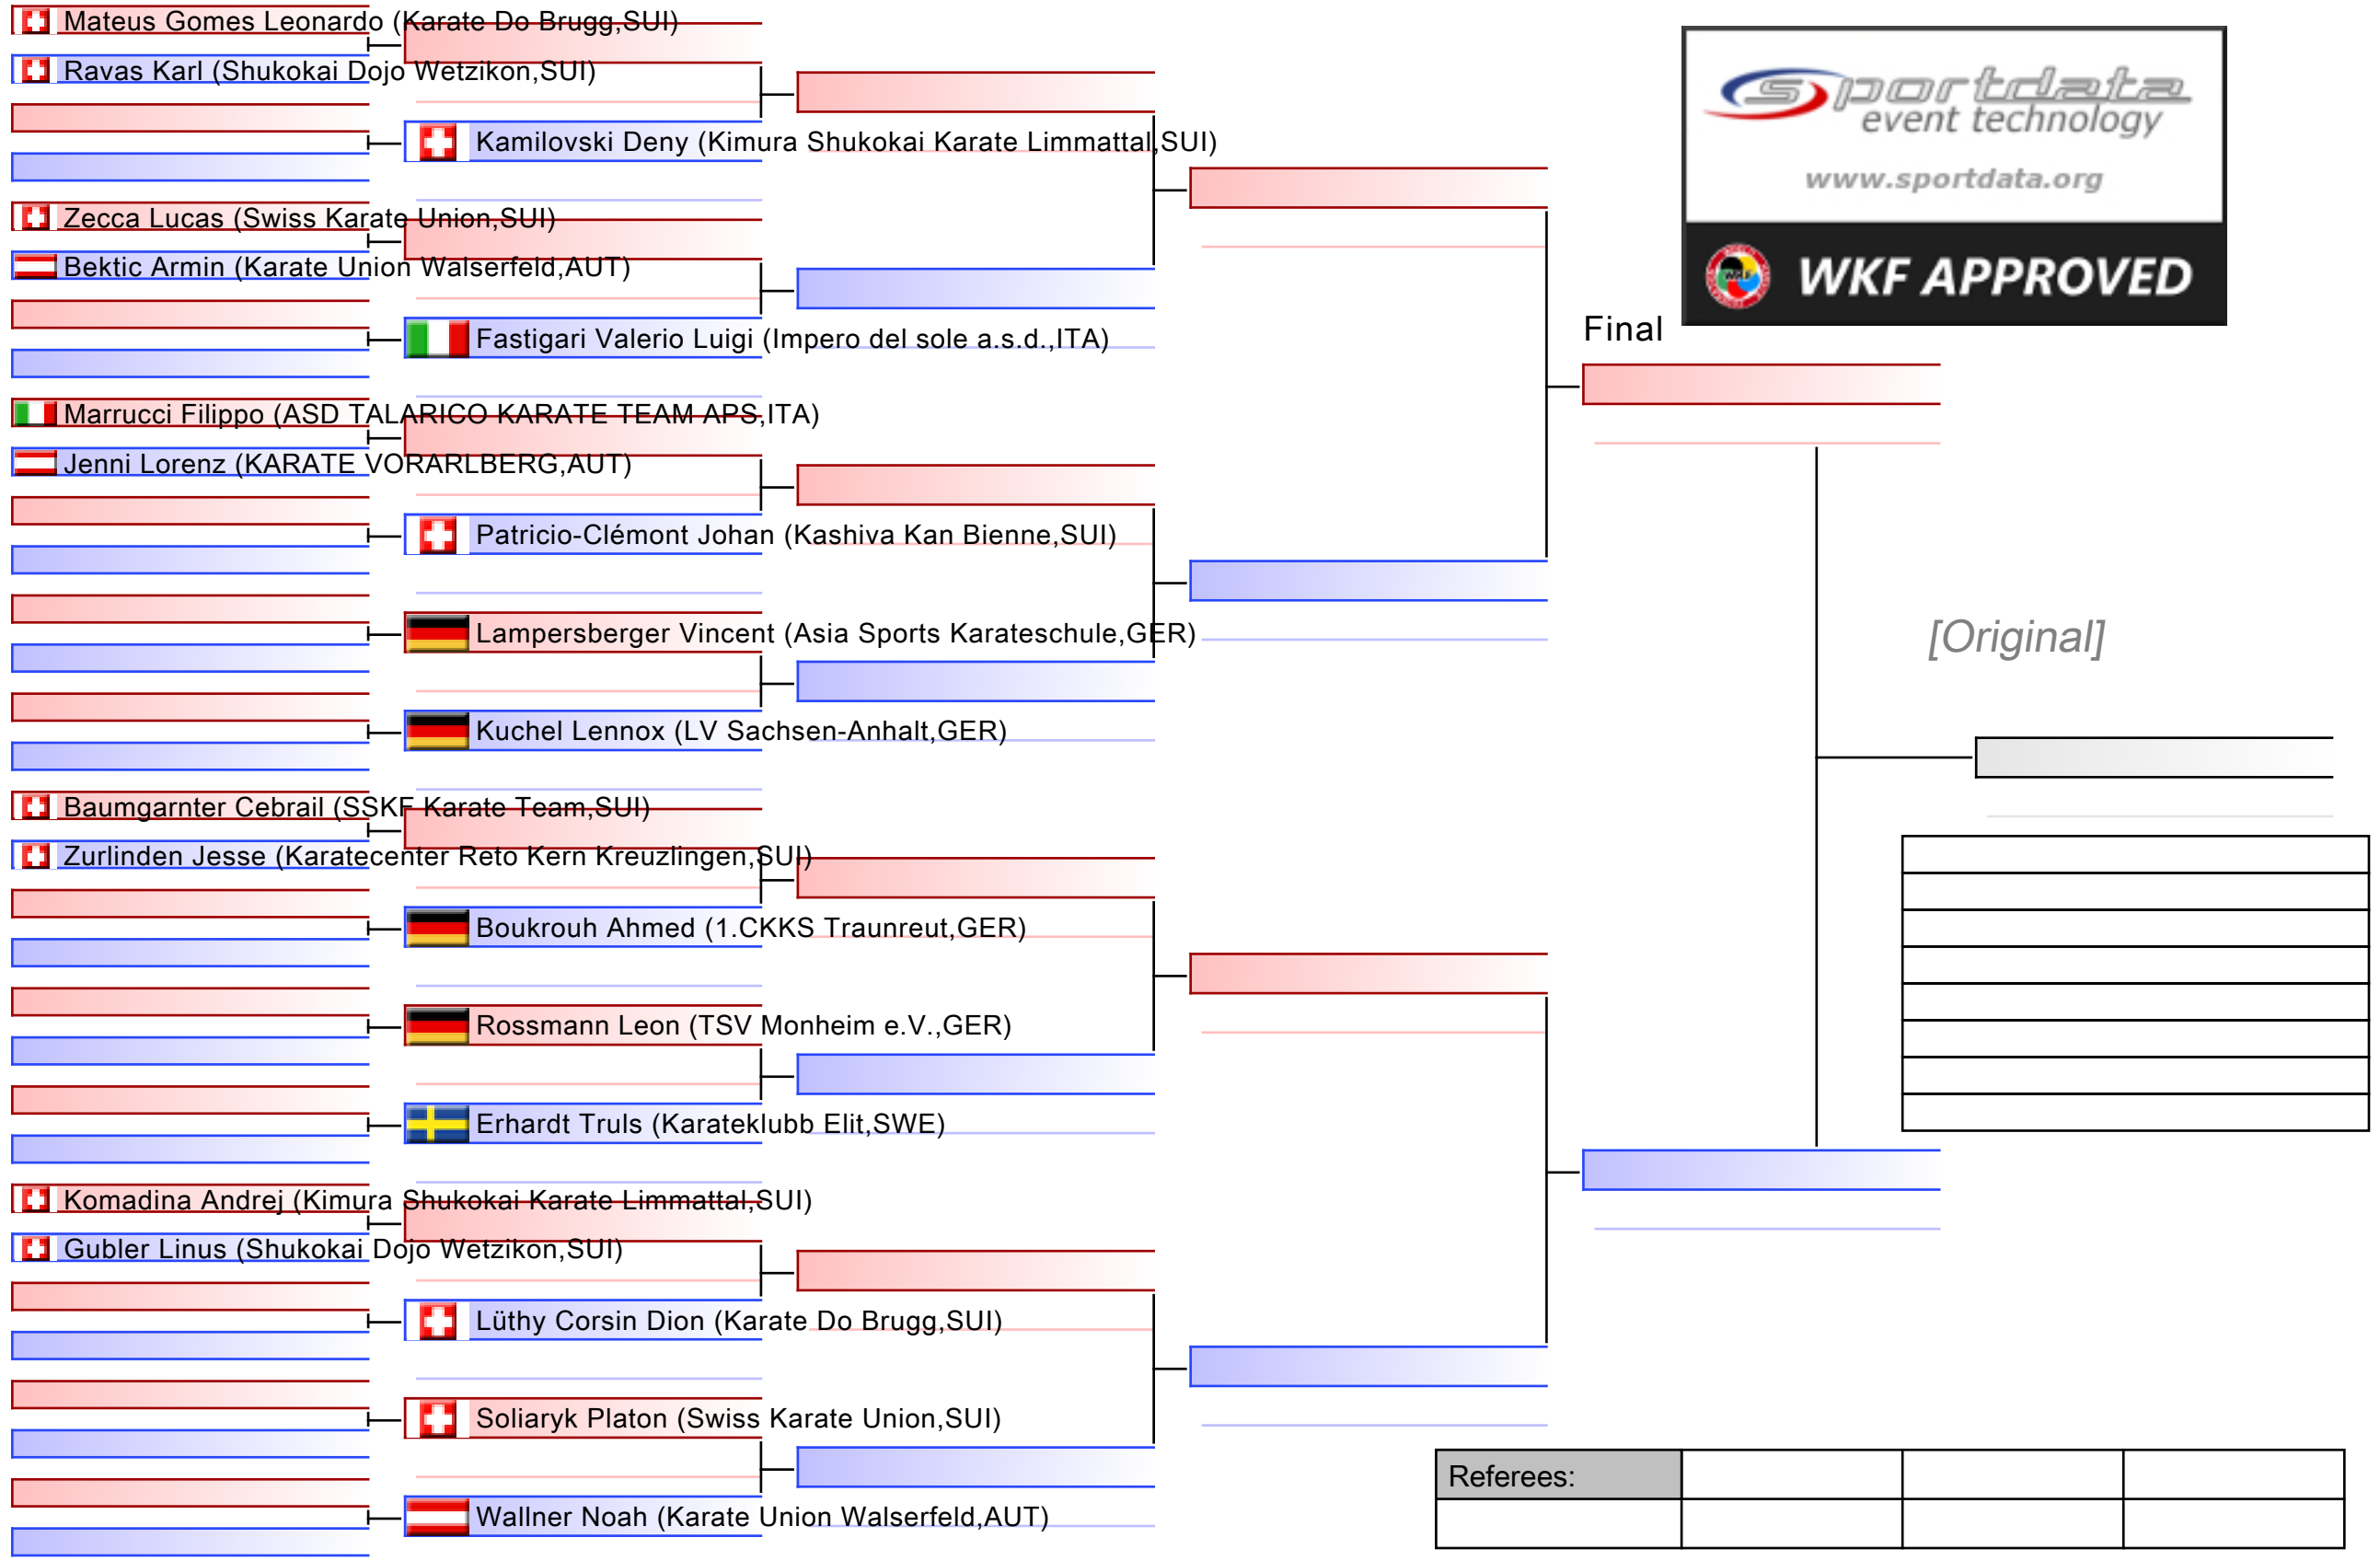 Mateus Gomes Leonardo (Karate Do Brugg,SUI)
Ravas Karl (Shukokai Dojo Wetzikon,SUI)
Kamilovski Deny (Kimura Shukokai Karate Limmattal,SUI)
Zecca Lucas (Swiss Karate Union,SUI)
Bektic Armin (Karate Union Walserfeld,AUT)
Fastigari Valerio Luigi (Impero del sole a.s.d.,ITA)
Marrucci Filippo (ASD TALARICO KARATE TEAM APS,ITA)
Jenni Lorenz (KARATE VORARLBERG,AUT)
Patricio-Clémont Johan (Kashiva Kan Bienne,SUI)
Lampersberger Vincent (Asia Sports Karateschule,GER)
Kuchel Lennox (LV Sachsen-Anhalt,GER)
Baumgarnter Cebrail (SSKF Karate Team,SUI)
Zurlinden Jesse (Karatecenter Reto Kern Kreuzlingen,SUI)
Boukrouh Ahmed (1.CKKS Traunreut,GER)
Rossmann Leon (TSV Monheim e.V.,GER)
Erhardt Truls (Karateklubb Elit,SWE)
Komadina Andrej (Kimura Shukokai Karate Limmattal,SUI)
Gubler Linus (Shukokai Dojo Wetzikon,SUI)
Lüthy Corsin Dion (Karate Do Brugg,SUI)
Soliaryk Platon (Swiss Karate Union,SUI)
Wallner Noah (Karate Union Walserfeld,AUT)
sportdata
event technology
www.sportdata.org
WKF
WKF APPROVED
Final
[Original]
Referees: